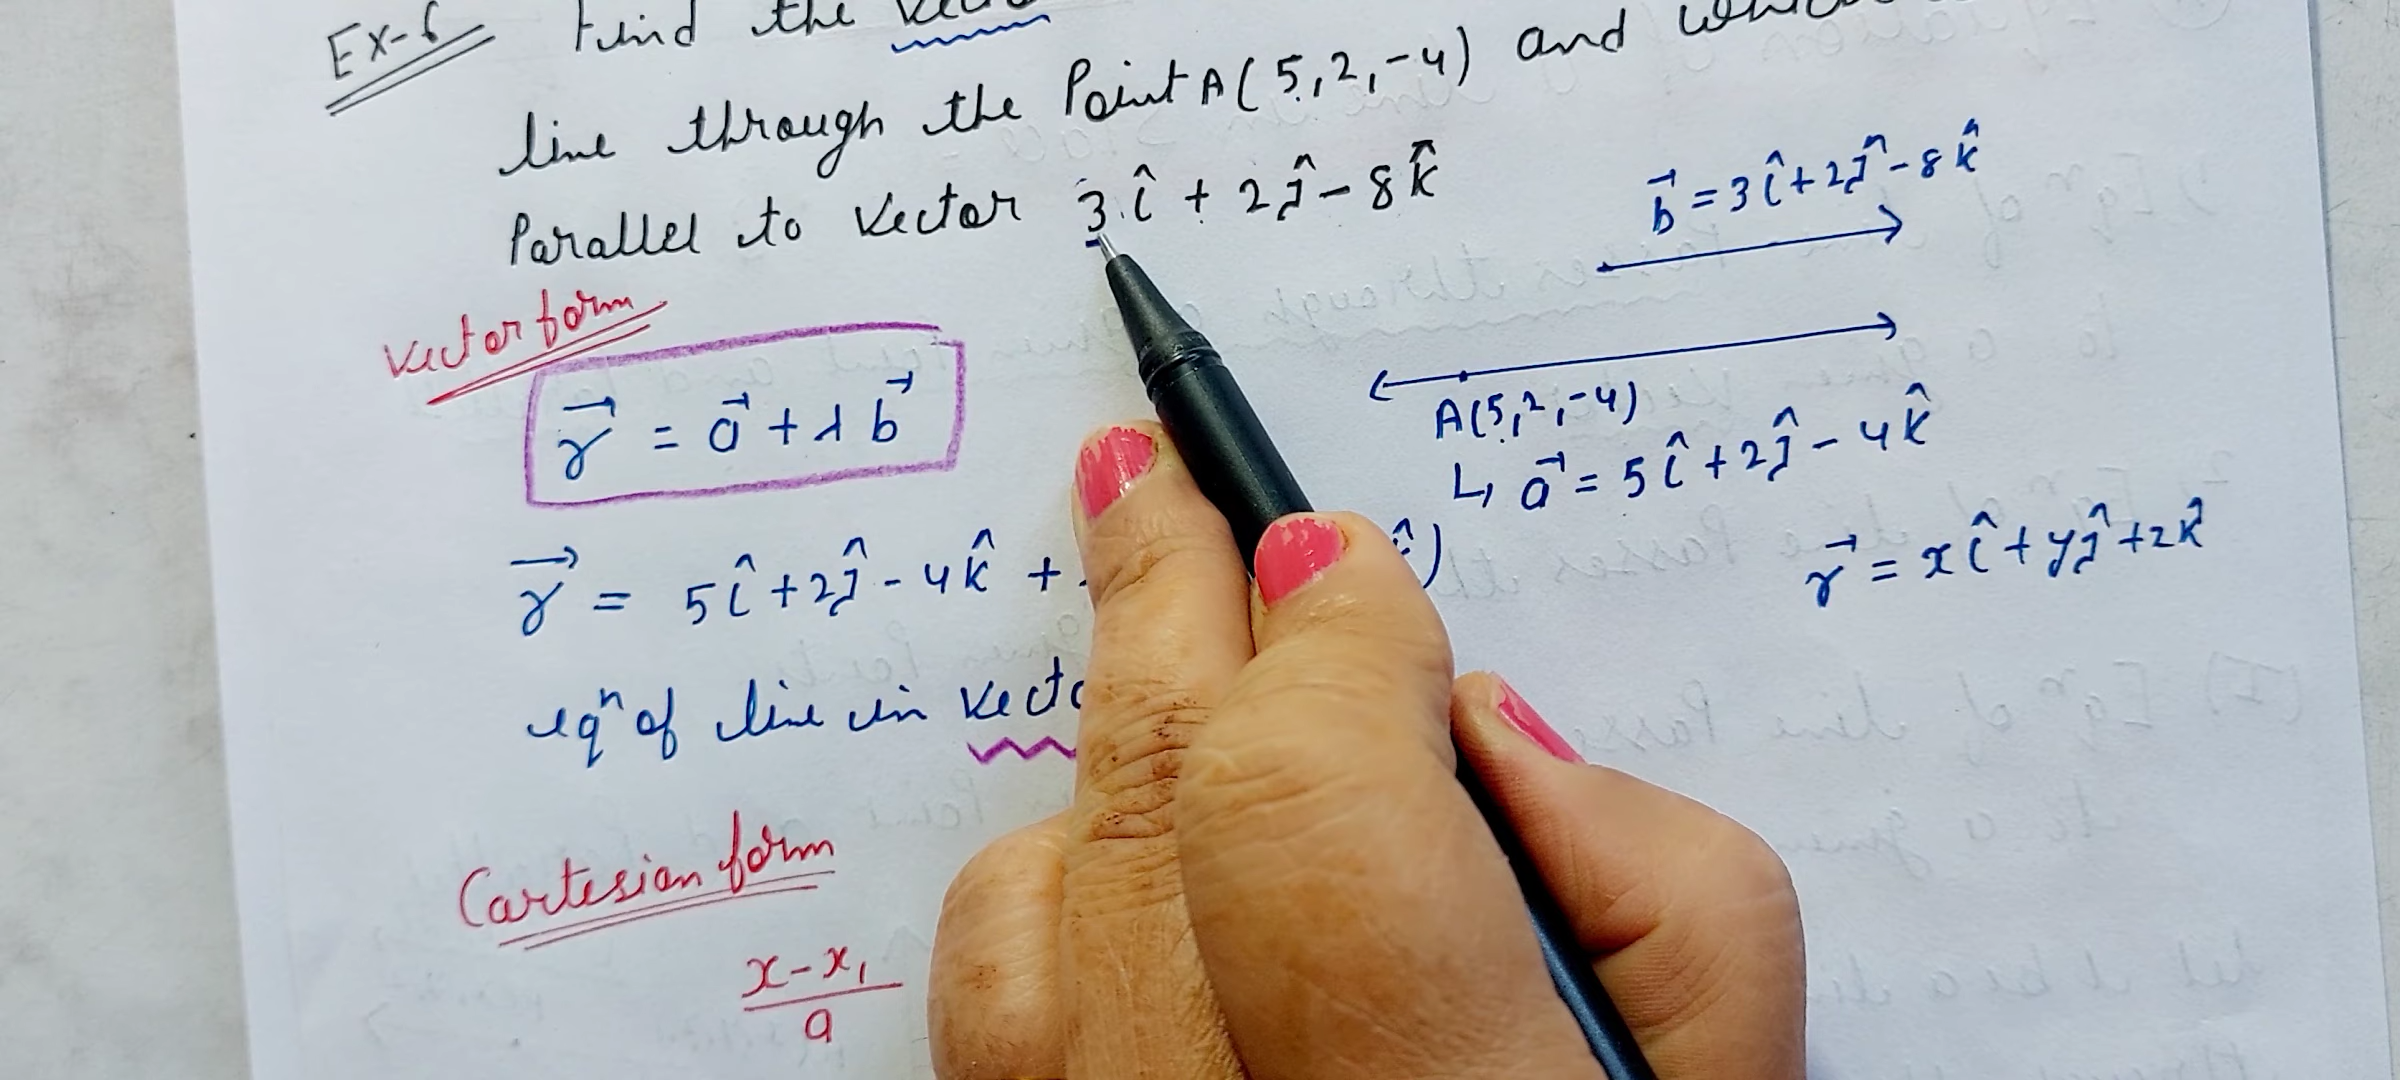 Ex-6 Find the
line through the Point A(5,2,-4) and
Parallel to Vector 3î + 2ĵ - 8k̂
b⃗ = 3î+2ĵ-8k̂
Vector form
r⃗ = a⃗ + λ b⃗
A(5,2,-4)
↳ a⃗ = 5î+2ĵ-4k̂
r⃗ = 5î+2ĵ-4k̂ +
k̂)
r⃗ = xî+yĵ+zk̂
eqⁿ of line in
Cartesian form
x-x₁
a